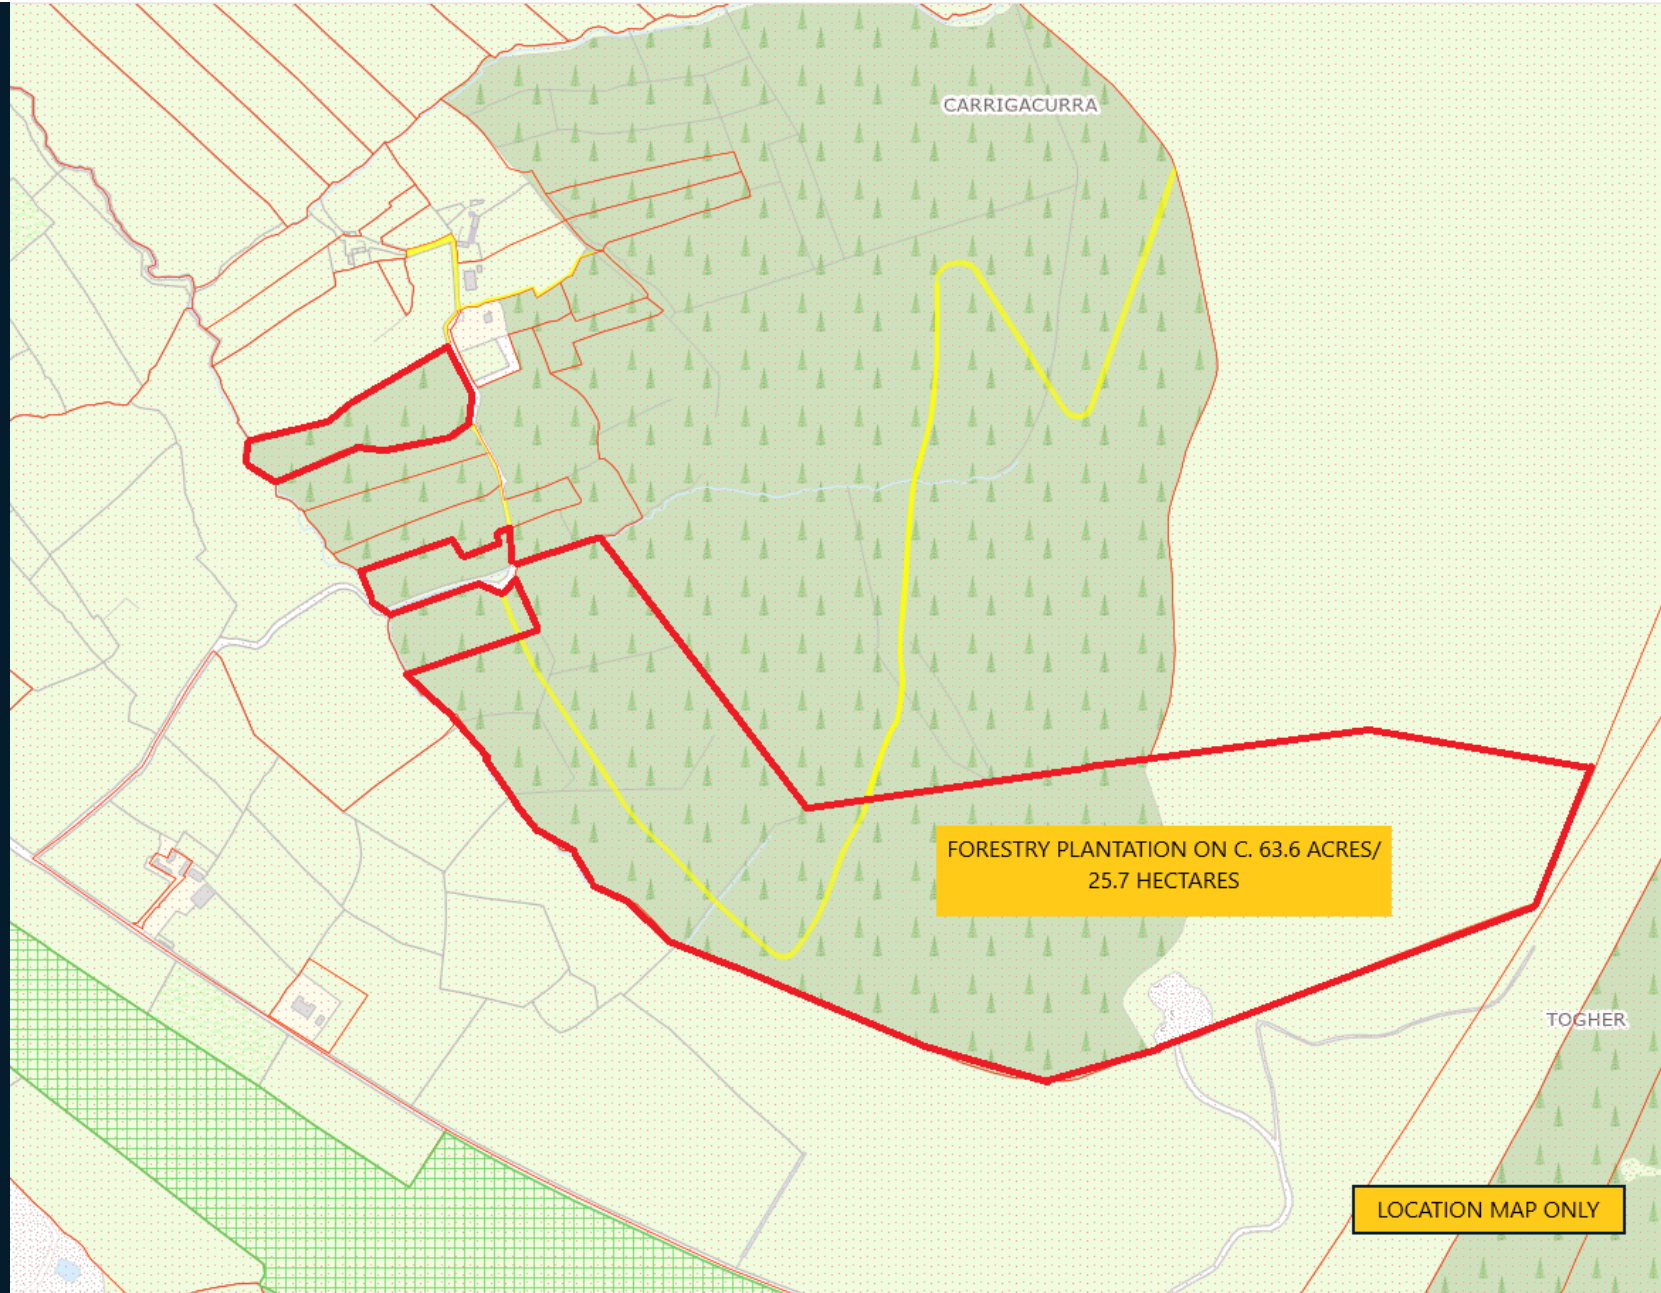 CARRIGACURRA
FORESTRY PLANTATION ON C. 63.6 ACRES/
25.7 HECTARES
TOGHER
LOCATION MAP ONLY